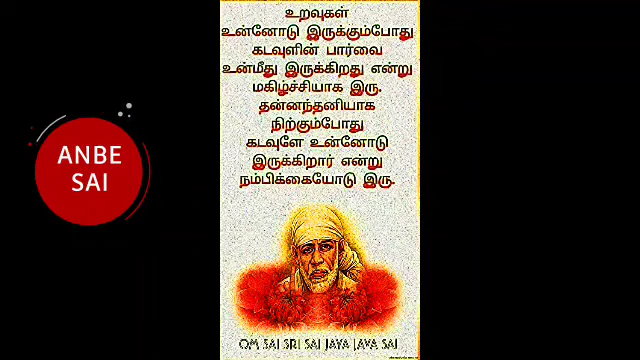 உறவுகள்
உன்னோடு இருக்கும்போது
கடவுளின் பார்வை
உன்மீது இருக்கிறது என்று
மகிழ்ச்சியாக இரு.
தன்னந்தனியாக
நிற்கும்போது
கடவுளே உன்னோடு
இருக்கிறார் என்று
நம்பிக்கையோடு இரு.
ANBE
SAI
OM SAI SRI SAI JAYA JAYA SAI